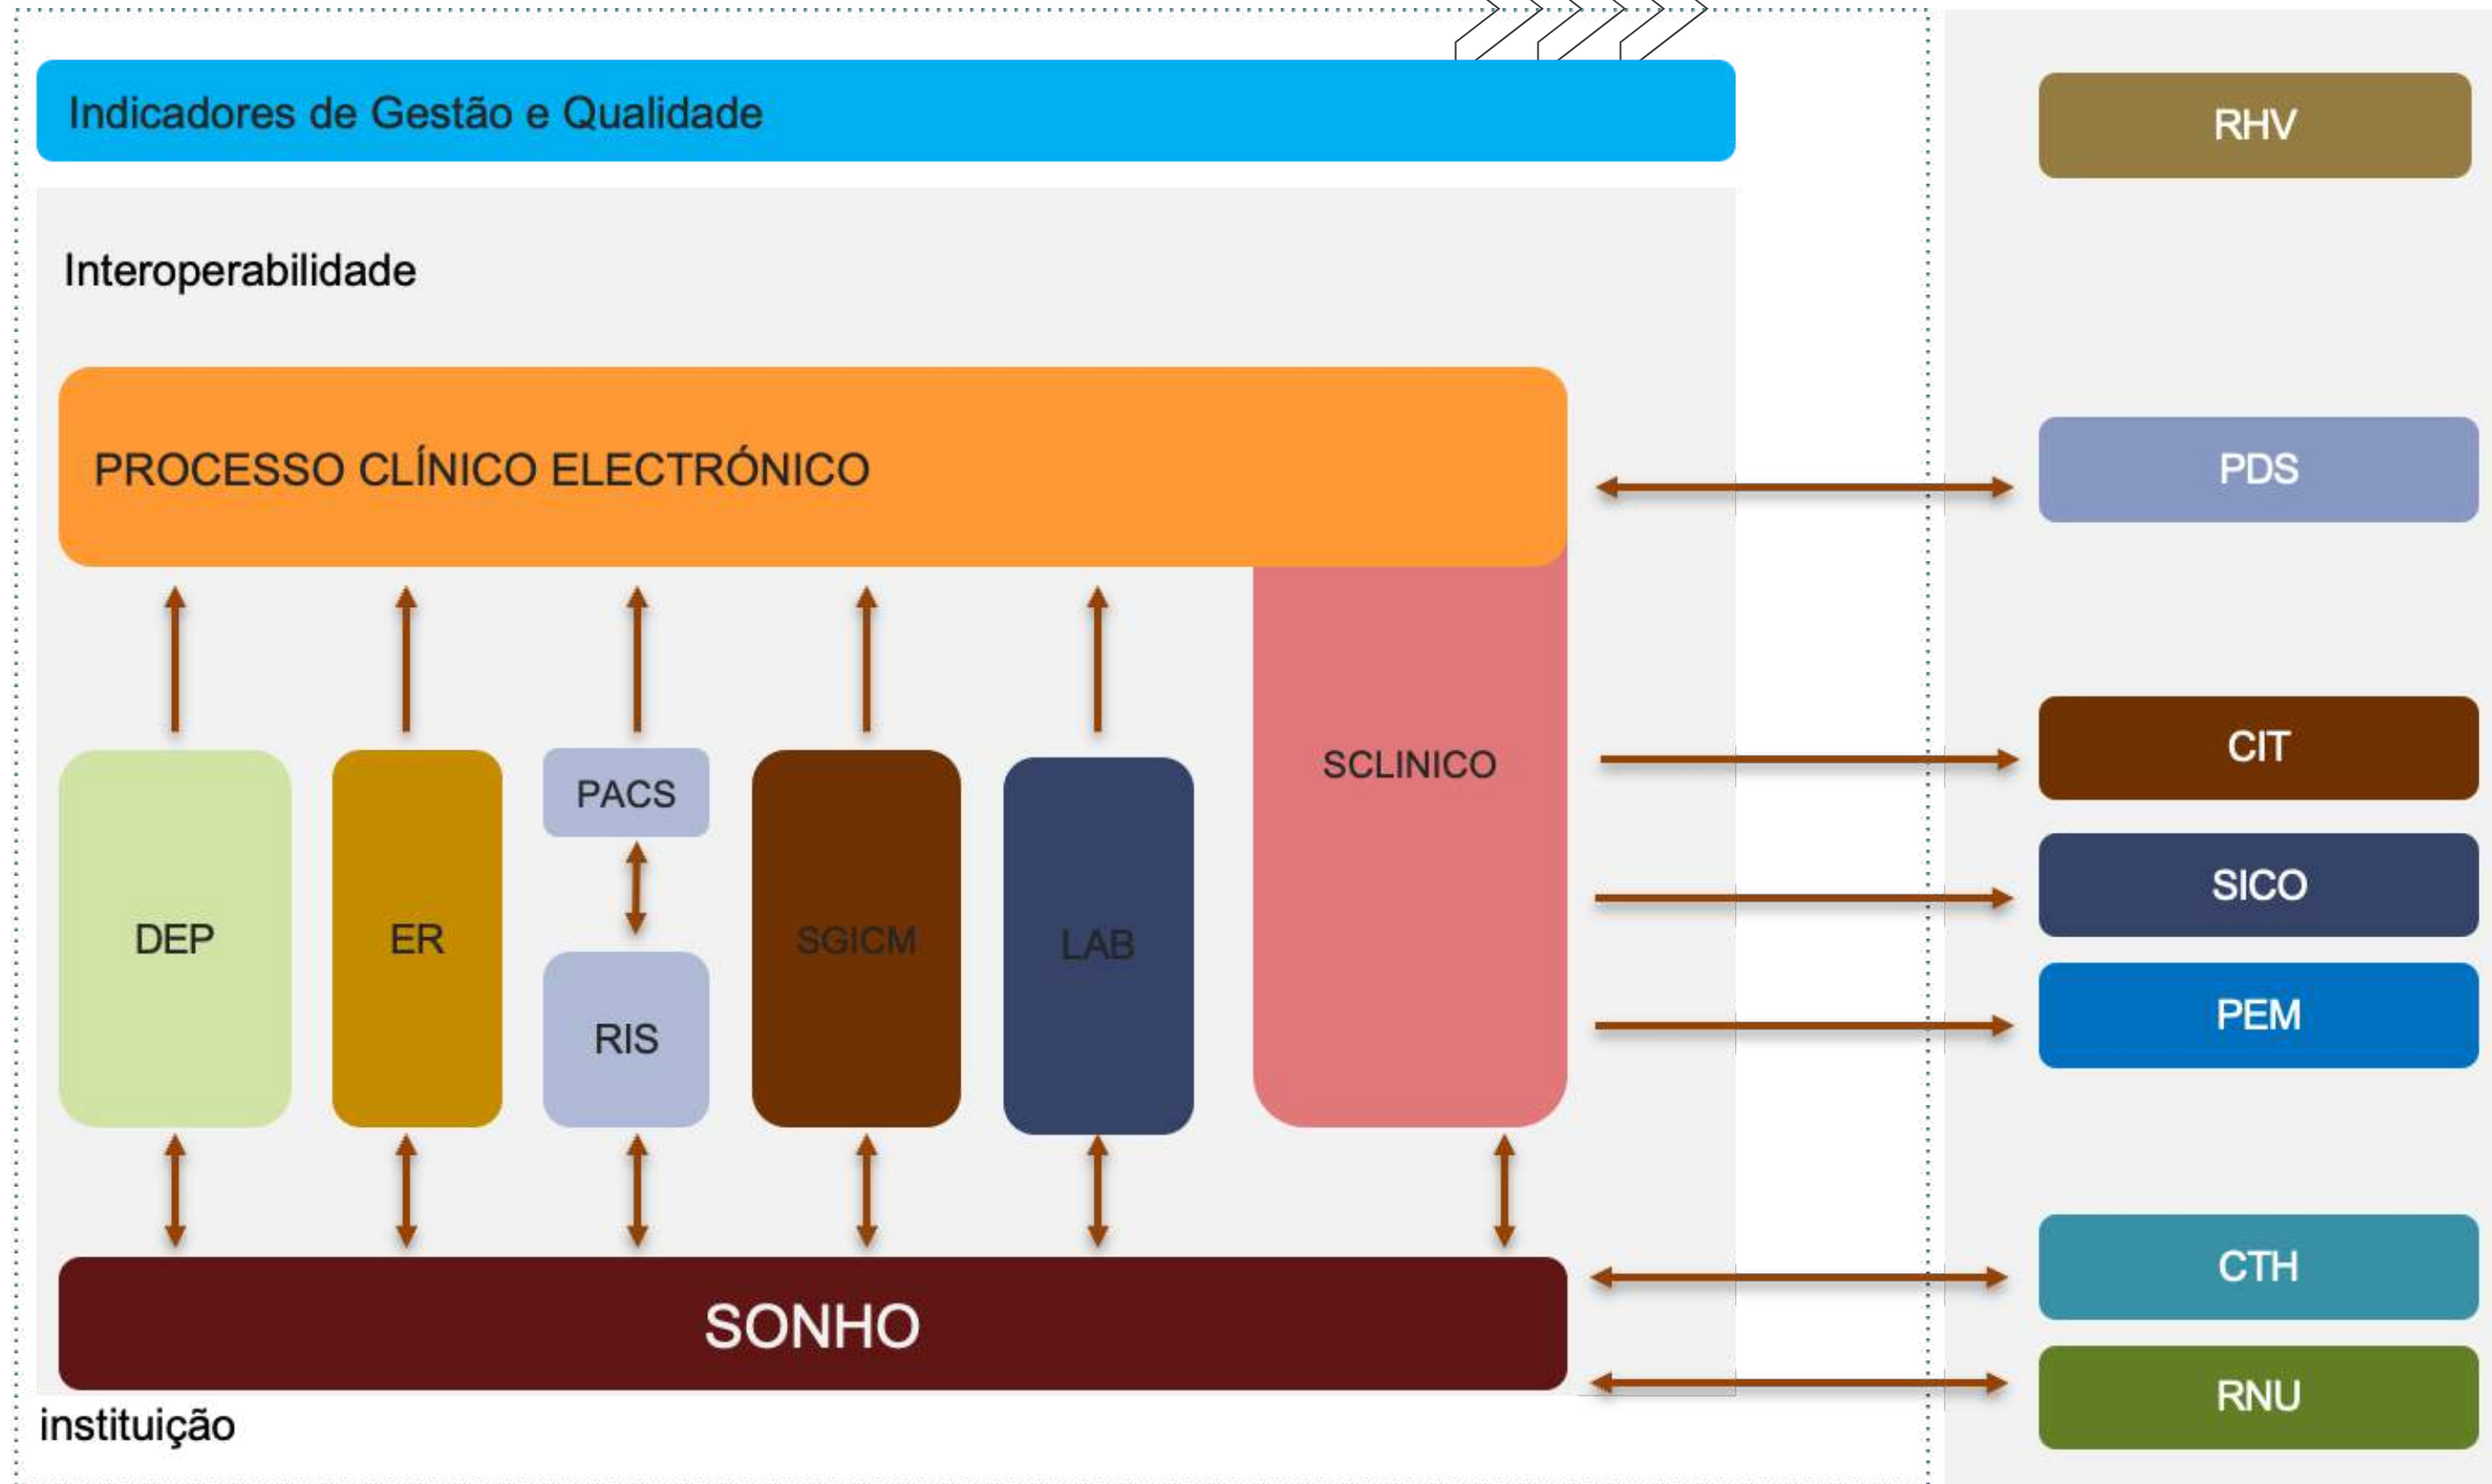 Indicadores de Gestão e Qualidade
RHV
Interoperabilidade
PROCESSO CLÍNICO ELECTRÓNICO
PDS
SCLINICO
CIT
PACS
SICO
DEP
ER
SGICM
LAB
RIS
PEM
CTH
SONHO
RNU
instituição